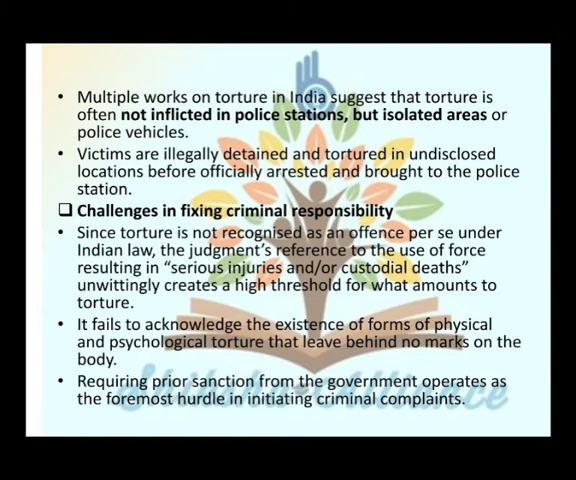 • Multiple works on torture in India suggest that torture is
often not inflicted in police stations, but isolated areas or
police vehicles.
• Victims are illegally detained and tortured in undisclosed
locations before officially arrested and brought to the police
station.
❑ Challenges in fixing criminal responsibility
• Since torture is not recognised as an offence per se under
Indian law, the judgment's reference to the use of force
resulting in “serious injuries and/or custodial deaths”
unwittingly creates a high threshold for what amounts to
torture.
• It fails to acknowledge the existence of forms of physical
and psychological torture that leave behind no marks on the
body.
• Requiring prior sanction from the government operates as
the foremost hurdle in initiating criminal complaints.